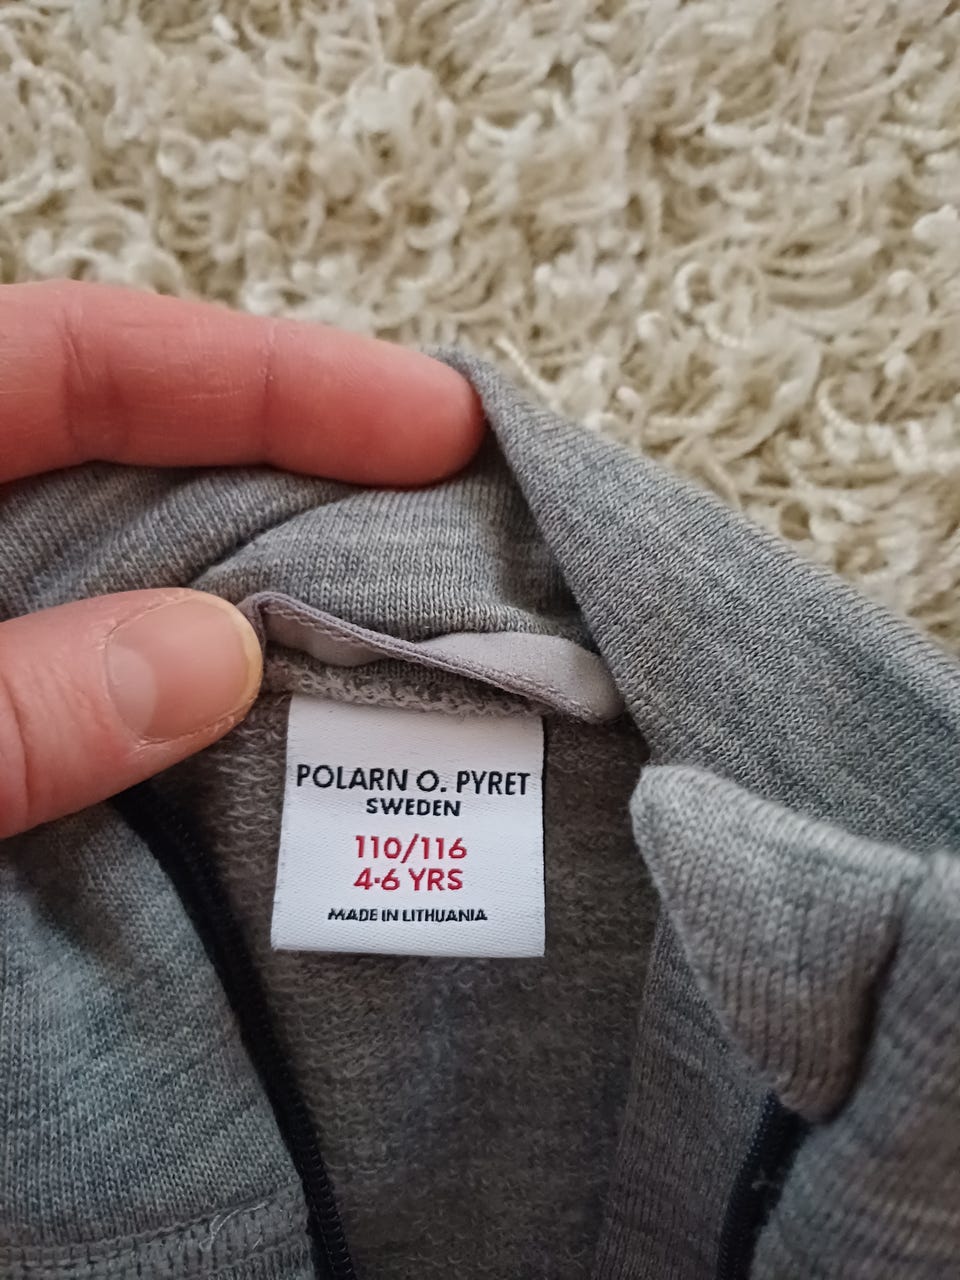 POLARN O. PYRET
SWEDEN
110/116
4-6 YRS
MADE IN LITHUANIA